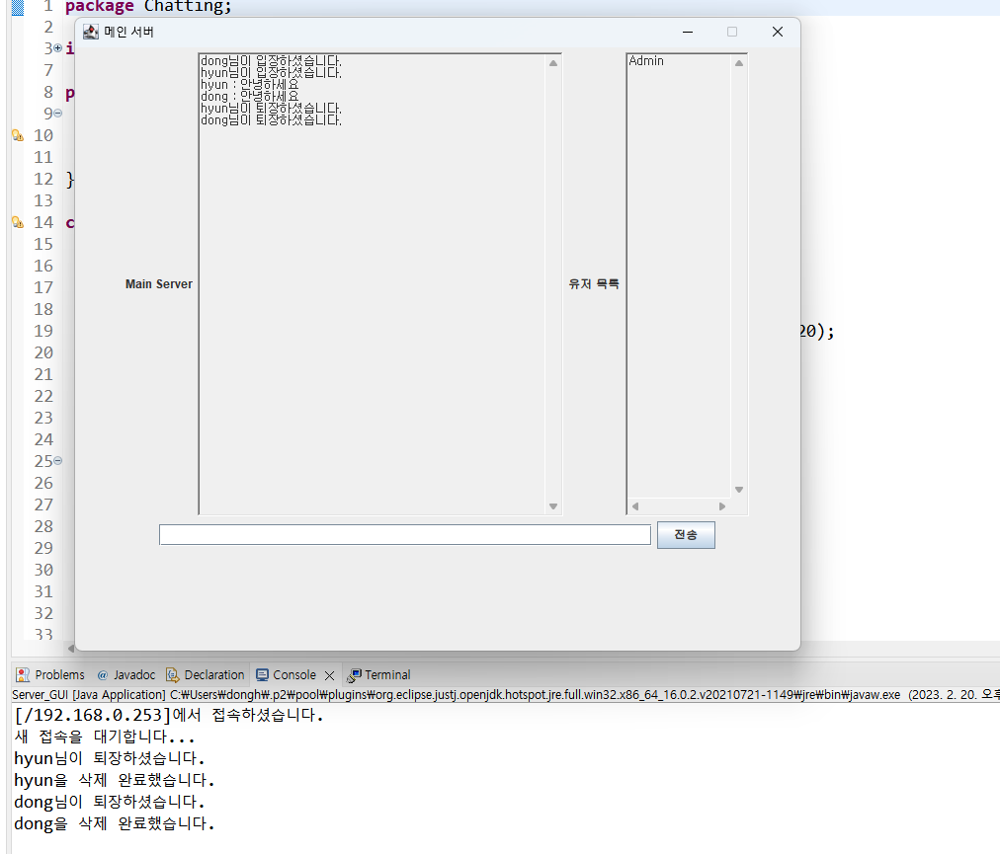 1 package Chatting;
2
메인 서버
3 i
7
8 p
9
10
11
12 }
13
14 c
15
16
17
18
19 20);
20
21
22
23
24
25
26
27
28
29
30
31
32
33
dong님이 입장하셨습니다.
hyun님이 입장하셨습니다.
hyun : 안녕하세요
dong : 안녕하세요
hyun님이 퇴장하셨습니다.
dong님이 퇴장하셨습니다.
Admin
Main Server
유저 목록
전송
Problems @ Javadoc Declaration Console Terminal
Server_GUI [Java Application] C:₩Users₩dongh₩.p2₩pool₩plugins₩org.eclipse.justj.openjdk.hotspot.jre.full.win32.x86_64_16.0.2.v20210721-1149₩jre₩bin₩javaw.exe (2023. 2. 20. 오후
[/192.168.0.253]에서 접속하셨습니다.
새 접속을 대기합니다...
hyun님이 퇴장하셨습니다.
hyun을 삭제 완료했습니다.
dong님이 퇴장하셨습니다.
dong을 삭제 완료했습니다.